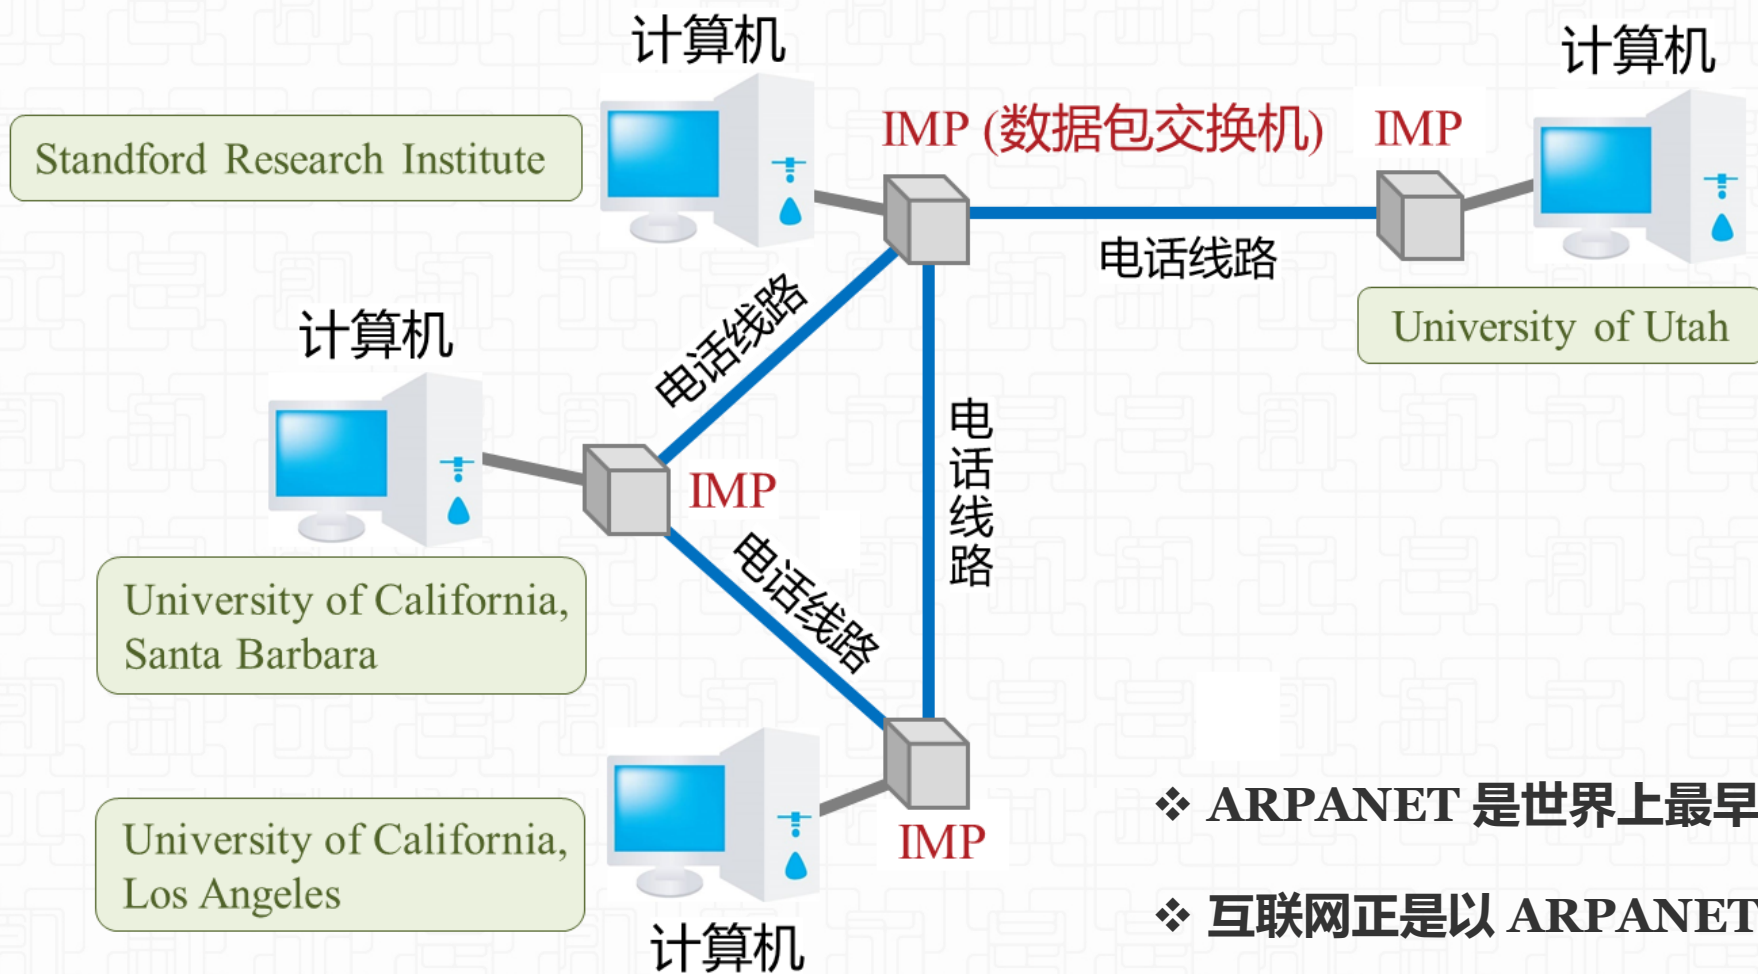 计算机
计算机
IMP (数据包交换机)
IMP
Standford Research Institute
电话线路
电话线路
University of Utah
计算机
电话线路
IMP
电话线路
University of California,
Santa Barbara
University of California,
Los Angeles
IMP
计算机
❖ ARPANET 是世界上最早
❖ 互联网正是以 ARPANET